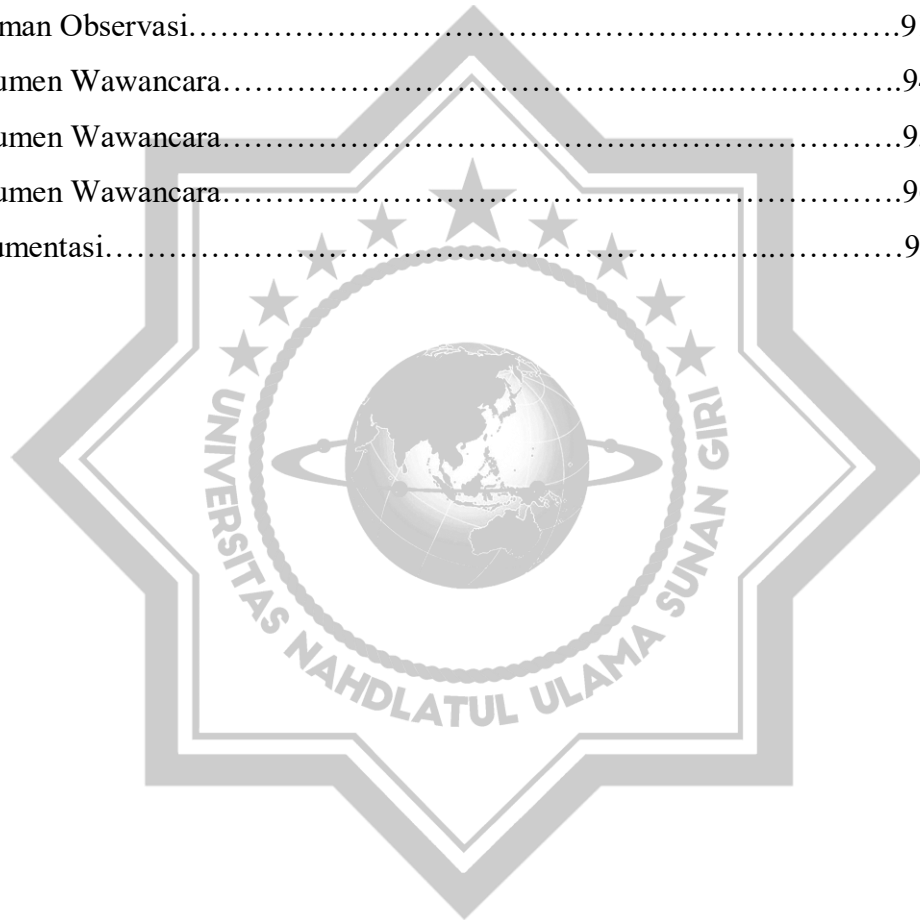 man Observasi……………………………………………………………….9
umen Wawancara……………………………………….…..…….……….9
umen Wawancara……………………………………………………….9
umen Wawancara…………………………………………………………….9
umentasi……………………………………………………..…...…………9
UNIVERSITAS NAHDLATUL ULAMA SUNAN GIRI